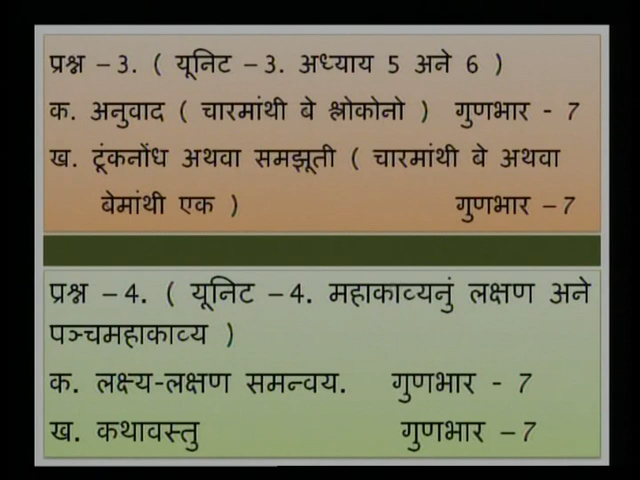 प्रश्न – 3. ( यूनिट – 3. अध्याय 5 अने 6 )
क. अनुवाद ( चारमांथी बे श्लोकोनो ) गुणभार - 7
ख. टूंकनोंध अथवा समझूती ( चारमांथी बे अथवा
बेमांथी एक ) गुणभार – 7
प्रश्न – 4. ( यूनिट – 4. महाकाव्यनुं लक्षण अने
पञ्चमहाकाव्य )
क. लक्ष्य-लक्षण समन्वय. गुणभार - 7
ख. कथावस्तु गुणभार – 7